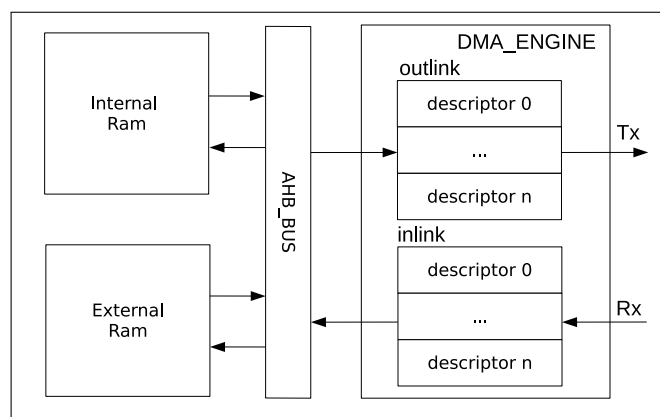 DMA_ENGINE
outlink
Internal
Ram
descriptor 0
...
descriptor n
Tx
AHB_BUS
inlink
External
Ram
descriptor 0
...
descriptor n
Rx